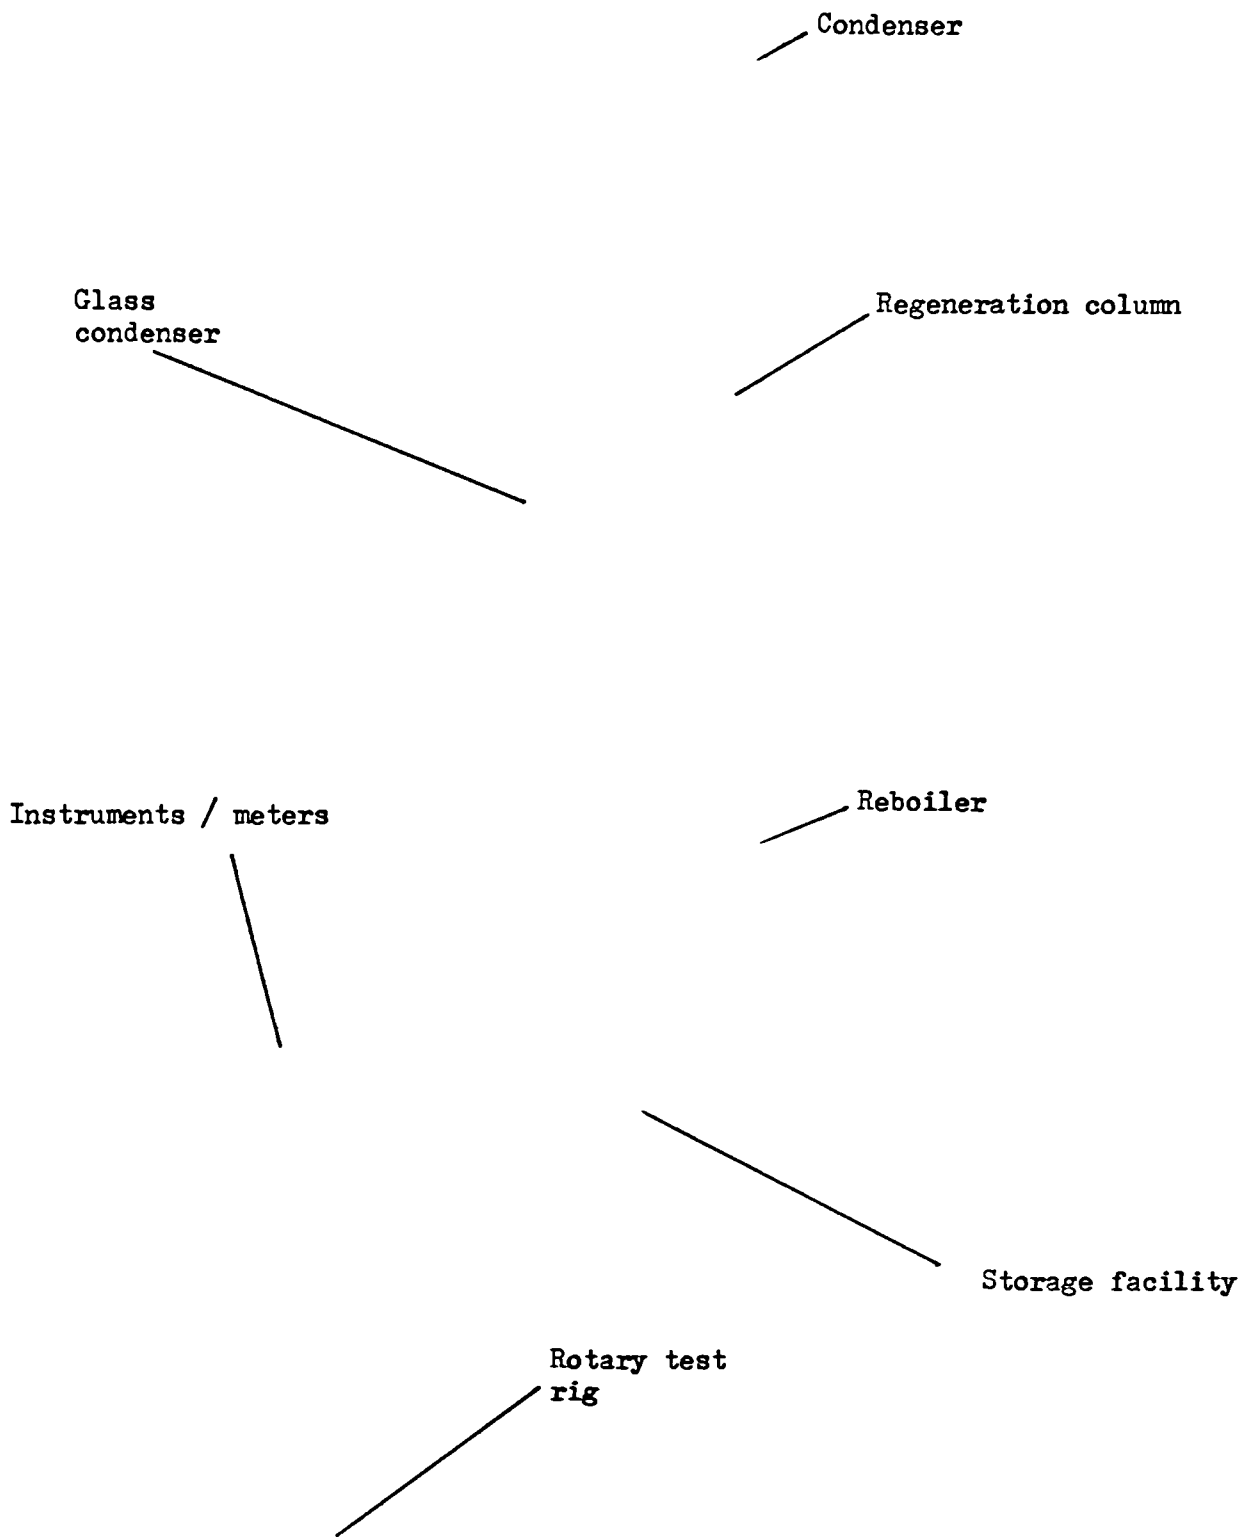 Condenser
Glass
condenser
Regeneration column
Instruments / meters
Reboiler
Storage facility
Rotary test
rig